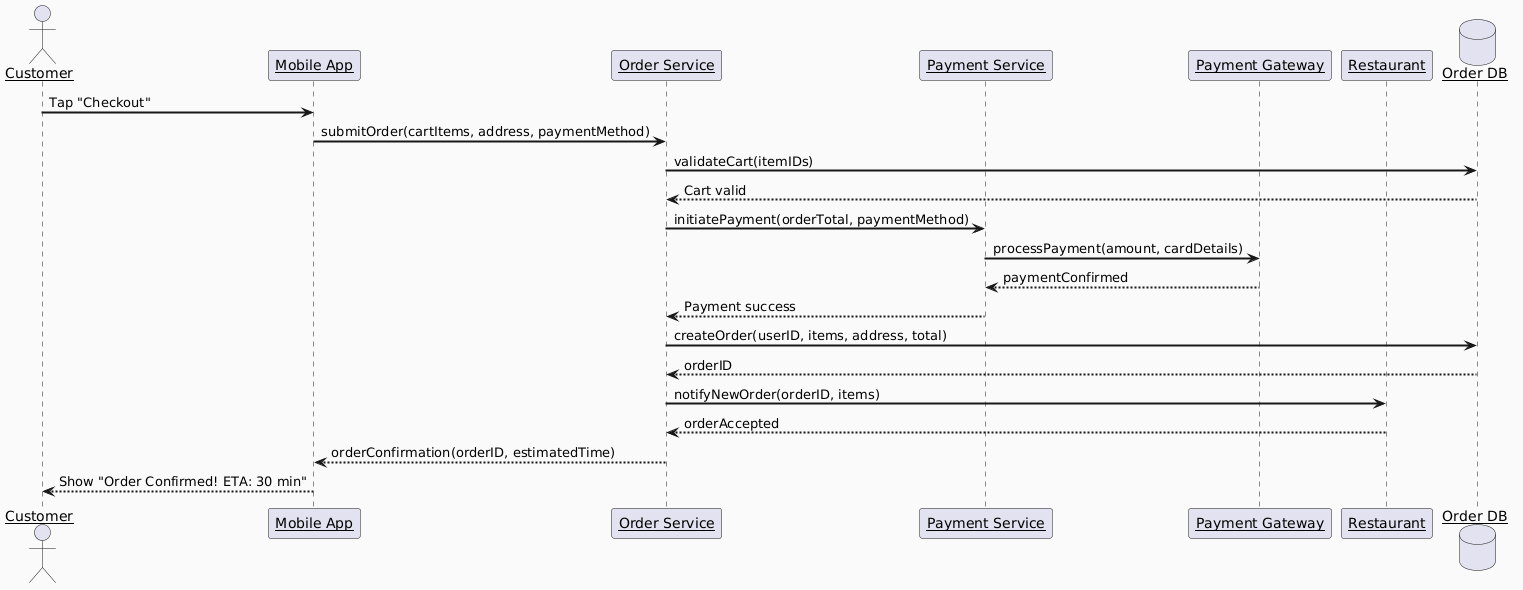 Customer
Mobile App
Order Service
Payment Service
Payment Gateway
Restaurant
Order DB
Tap "Checkout"
submitOrder(cartItems, address, paymentMethod)
validateCart(itemIDs)
Cart valid
initiatePayment(orderTotal, paymentMethod)
processPayment(amount, cardDetails)
paymentConfirmed
Payment success
createOrder(userID, items, address, total)
orderID
notifyNewOrder(orderID, items)
orderAccepted
orderConfirmation(orderID, estimatedTime)
Show "Order Confirmed! ETA: 30 min"
Customer
Mobile App
Order Service
Payment Service
Payment Gateway
Restaurant
Order DB